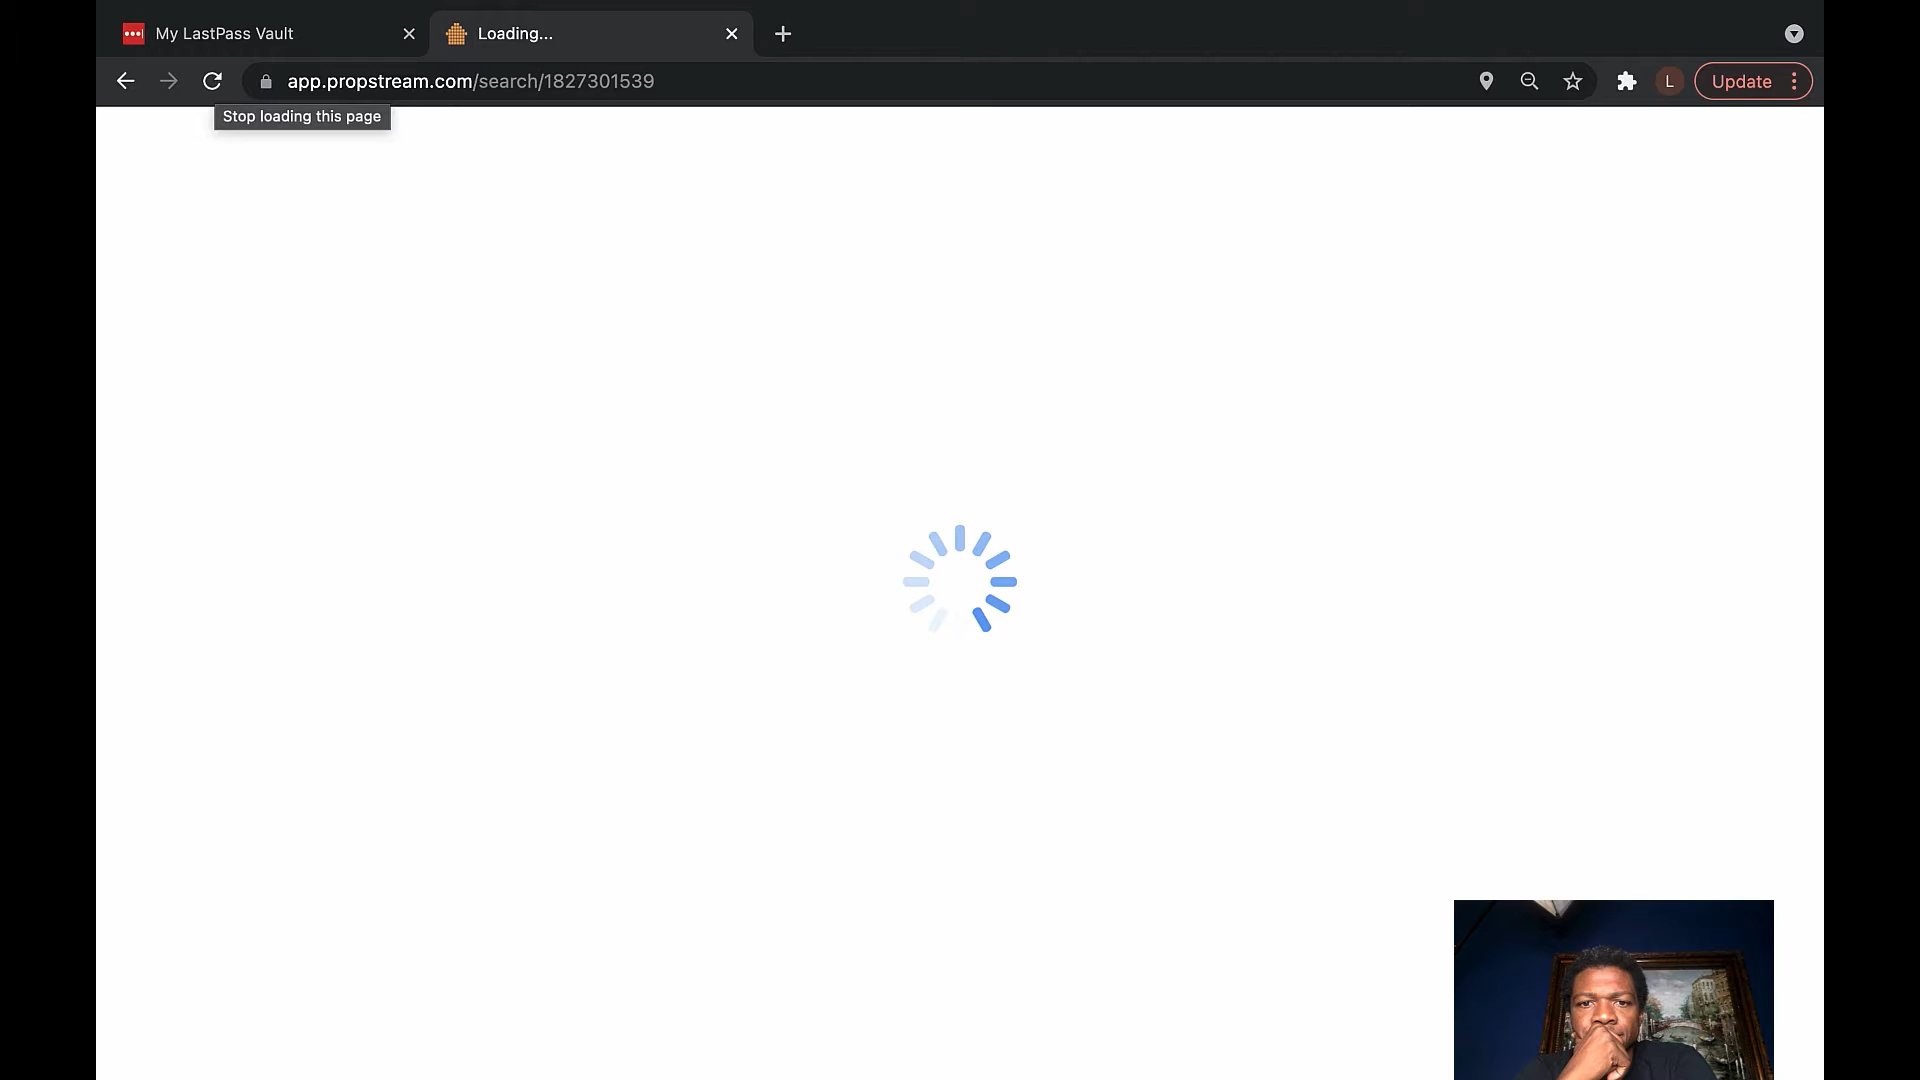 My LastPass Vault
Loading...
app.propstream.com/search/1827301539
L
Update
Stop loading this page